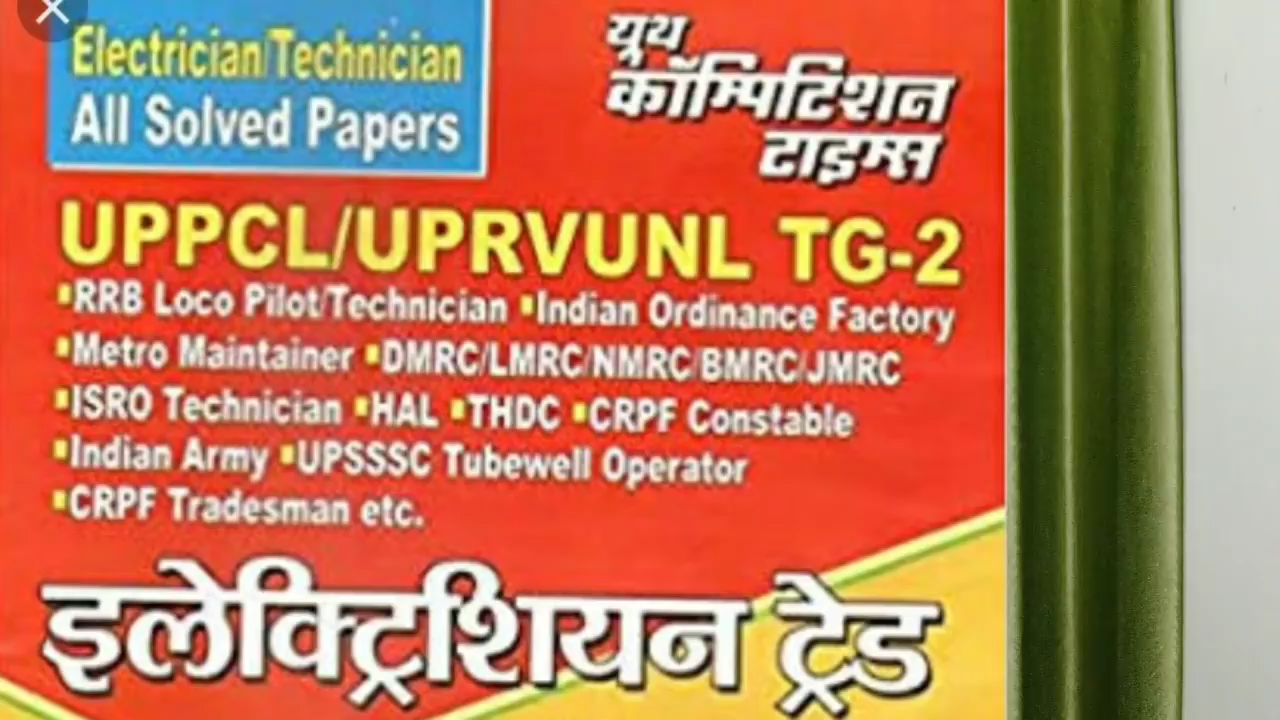 Electrician/Technician
All Solved Papers
यूथ
कॉम्पिटिशन
टाइम्स
UPPCL/UPRVUNL TG-2
▪RRB Loco Pilot/Technician ▪Indian Ordinance Factory
▪Metro Maintainer ▪DMRC/LMRC/NMRC/BMRC/JMRC
▪ISRO Technician ▪HAL ▪THDC ▪CRPF Constable
▪Indian Army ▪UPSSSC Tubewell Operator
▪CRPF Tradesman etc.
इलेक्ट्रिशियन ट्रेड